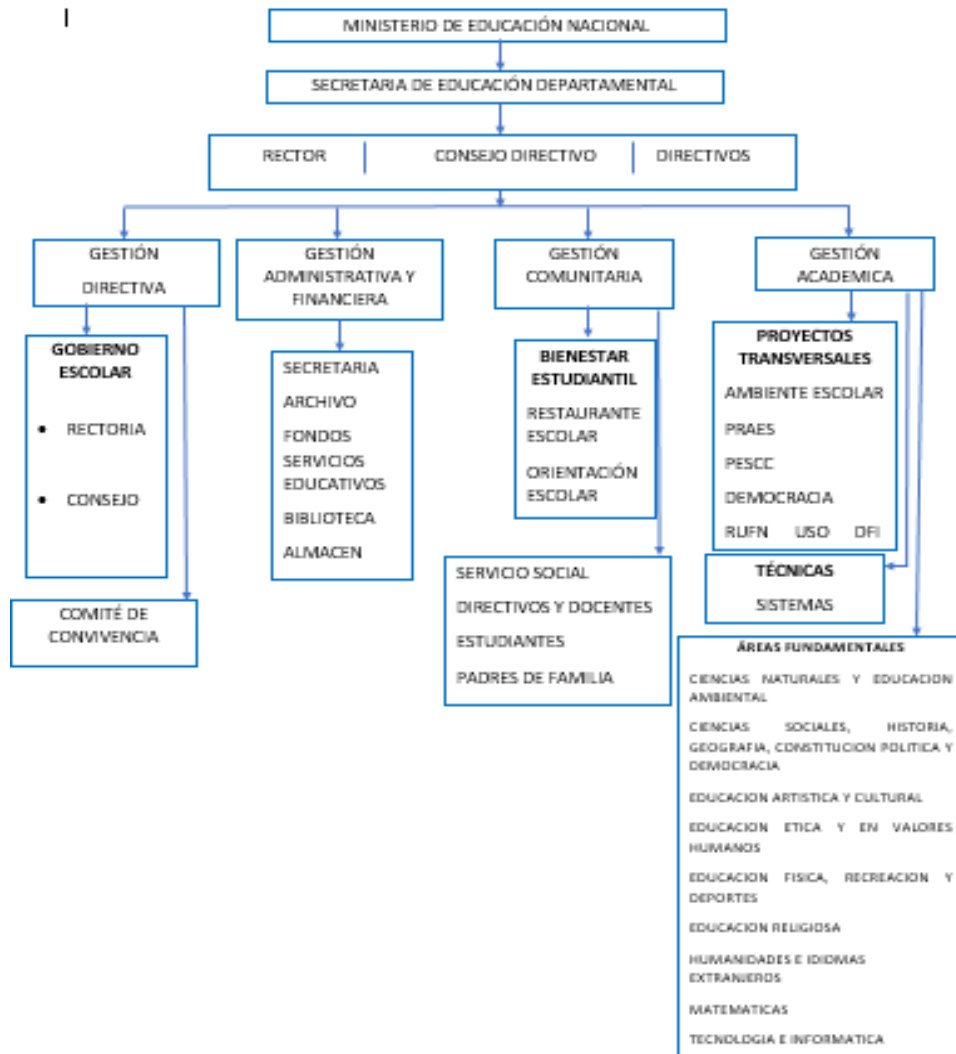 MINISTERIO DE EDUCACIÓN NACIONAL
SECRETARIA DE EDUCACIÓN DEPARTAMENTAL
RECTOR
CONSEJO DIRECTIVO
DIRECTIVOS
GESTIÓN
DIRECTIVA
GESTIÓN
ADMINISTRATIVA Y
FINANCIERA
GESTIÓN
COMUNITARIA
GESTIÓN
ACADEMICA
GOBIERNO
ESCOLAR
• RECTORIA
• CONSEJO
COMITÉ DE
CONVIVENCIA
SECRETARIA
ARCHIVO
FONDOS
SERVICIOS
EDUCATIVOS
BIBLIOTECA
ALMACEN
BIENESTAR
ESTUDIANTIL
RESTAURANTE
ESCOLAR
ORIENTACIÓN
ESCOLAR
SERVICIO SOCIAL
DIRECTIVOS Y DOCENTES
ESTUDIANTES
PADRES DE FAMILIA
PROYECTOS
TRANSVERSALES
AMBIENTE ESCOLAR
PRAES
PESCC
DEMOCRACIA
USO
TÉCNICAS
SISTEMAS
ÁREAS FUNDAMENTALES
CIENCIAS NATURALES Y EDUCACION
AMBIENTAL
CIENCIAS SOCIALES, HISTORIA,
GEOGRAFIA, CONSTITUCION POLITICA Y
DEMOCRACIA
EDUCACION ARTISTICA Y CULTURAL
EDUCACION ETICA Y EN VALORES
HUMANOS
EDUCACION FISICA, RECREACION Y
DEPORTES
EDUCACION RELIGIOSA
HUMANIDADES E IDIOMAS
EXTRANJEROS
MATEMATICAS
TECNOLOGIA E INFORMATICA